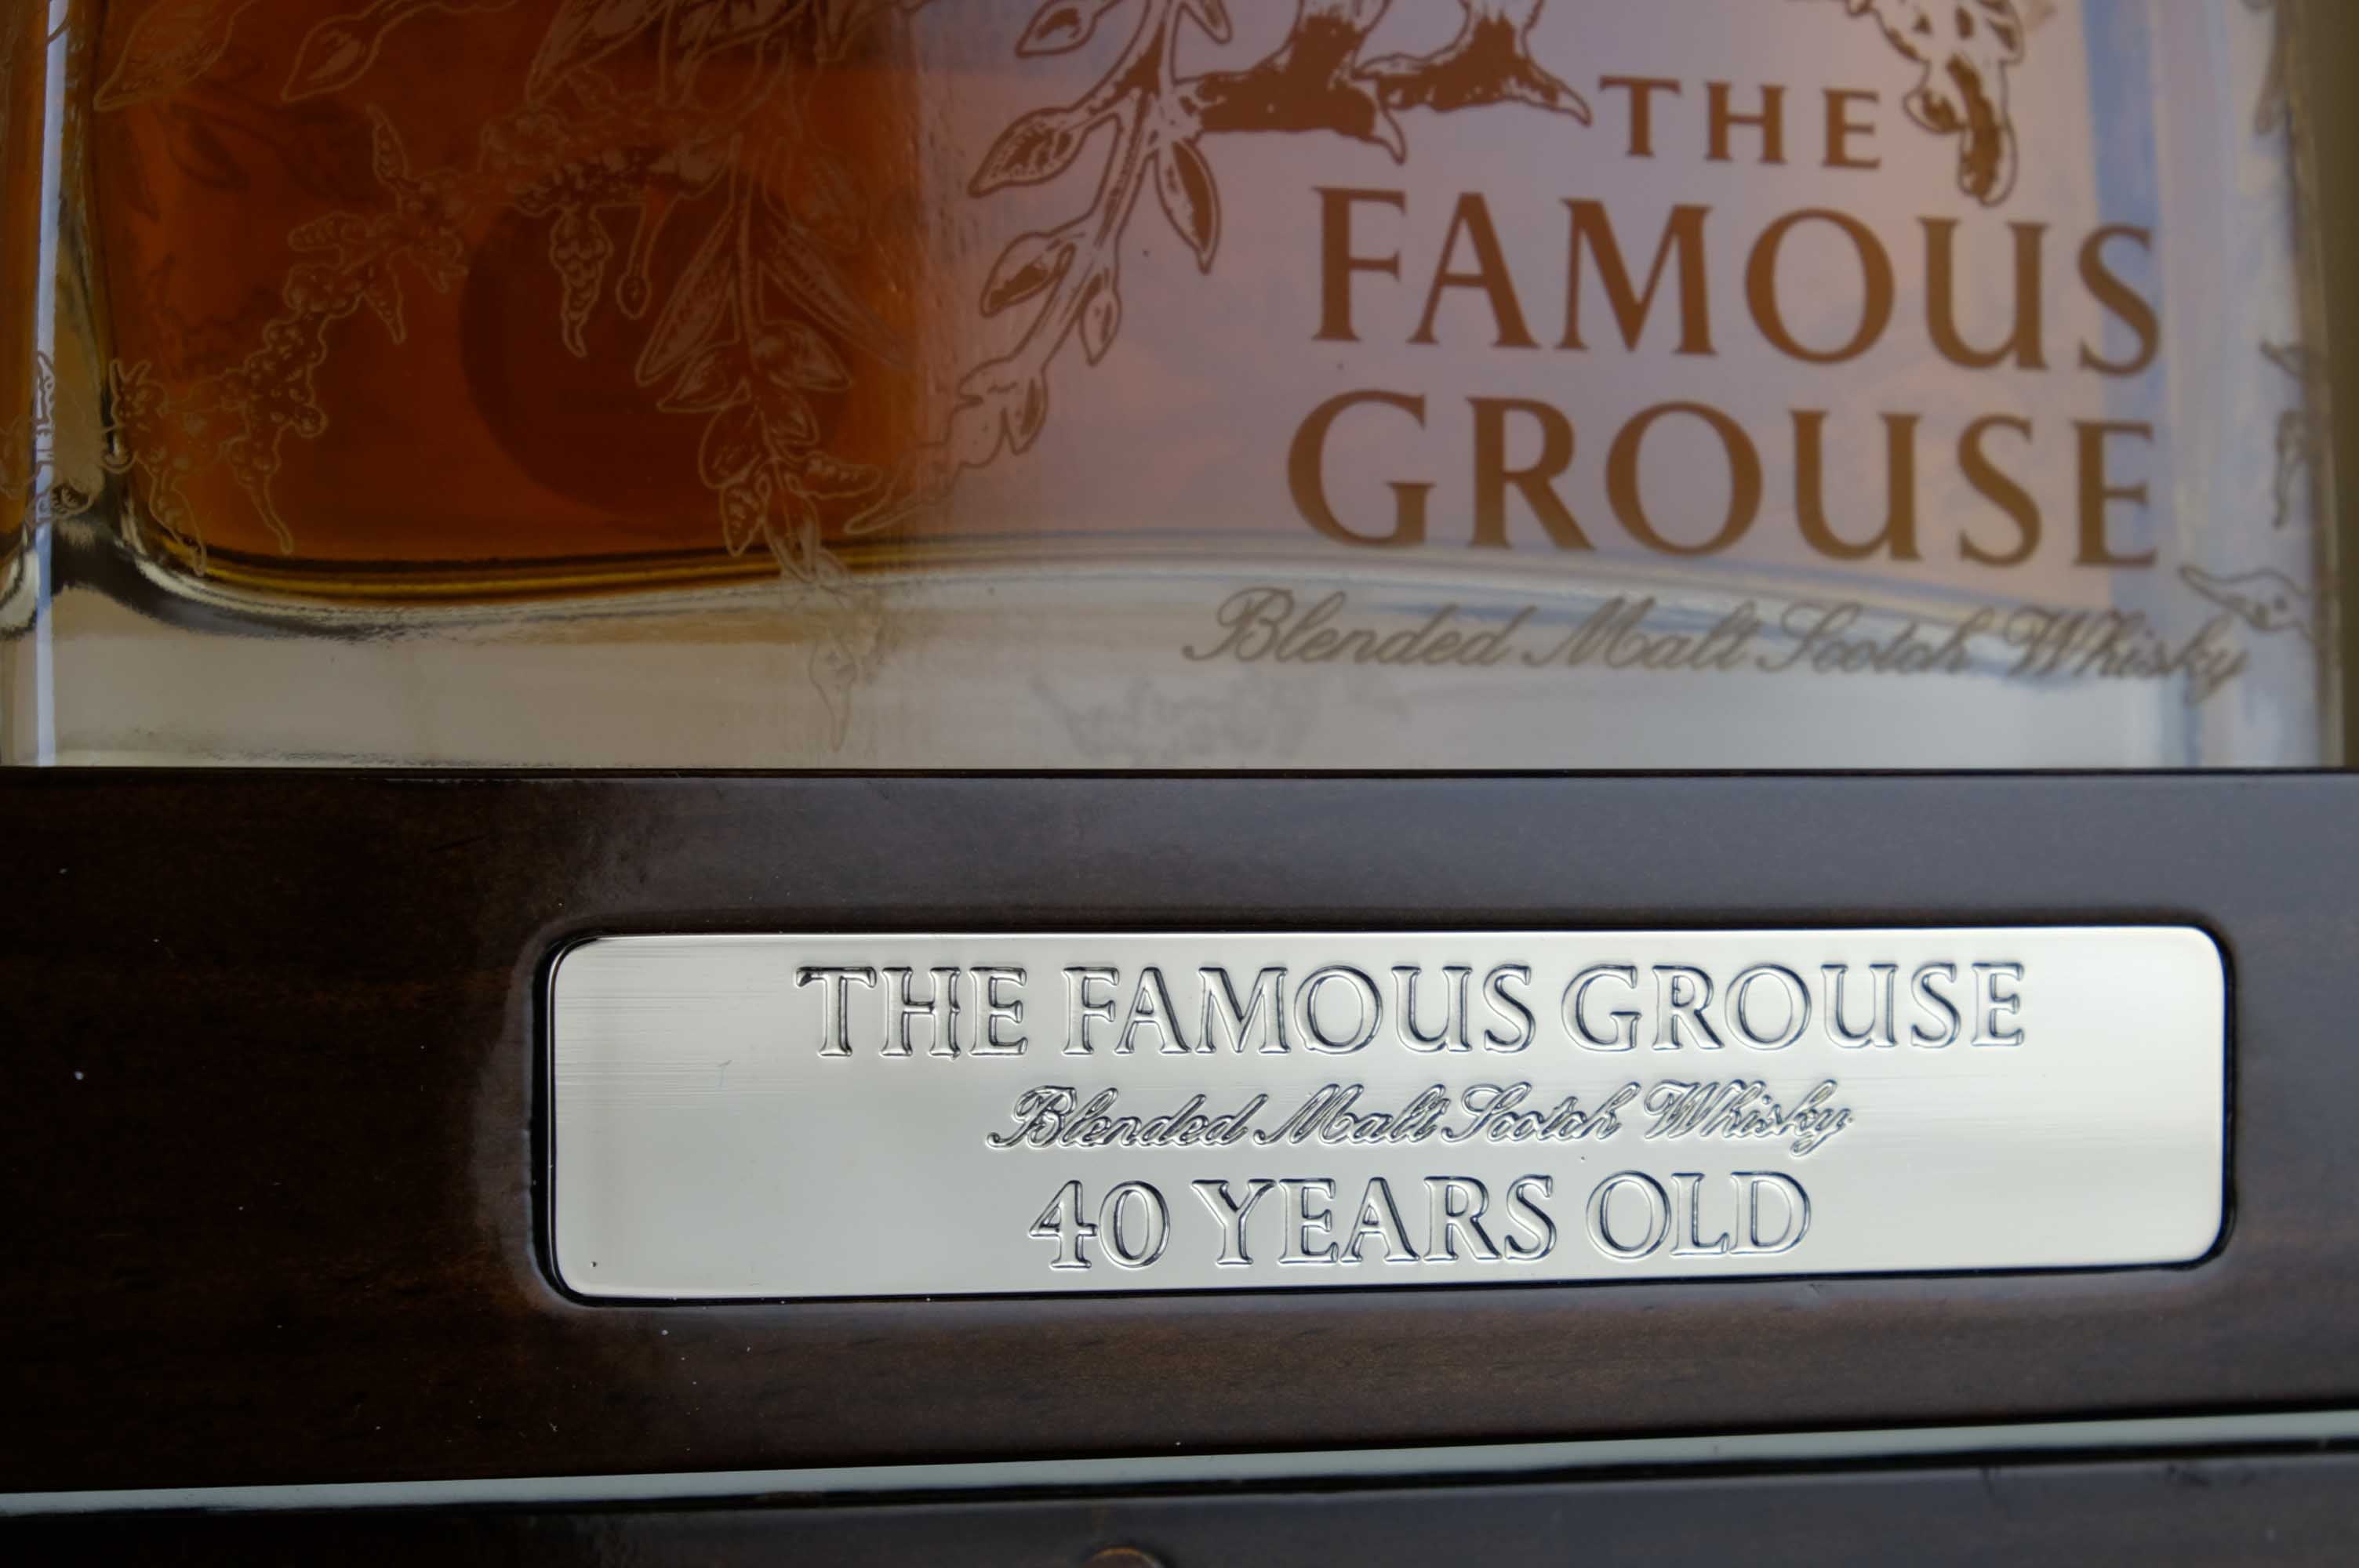 THE
FAMOUS
GROUSE
Blended Malt Scotch Whisky
THE FAMOUS GROUSE
Blended Malt Scotch Whisky
40 YEARS OLD